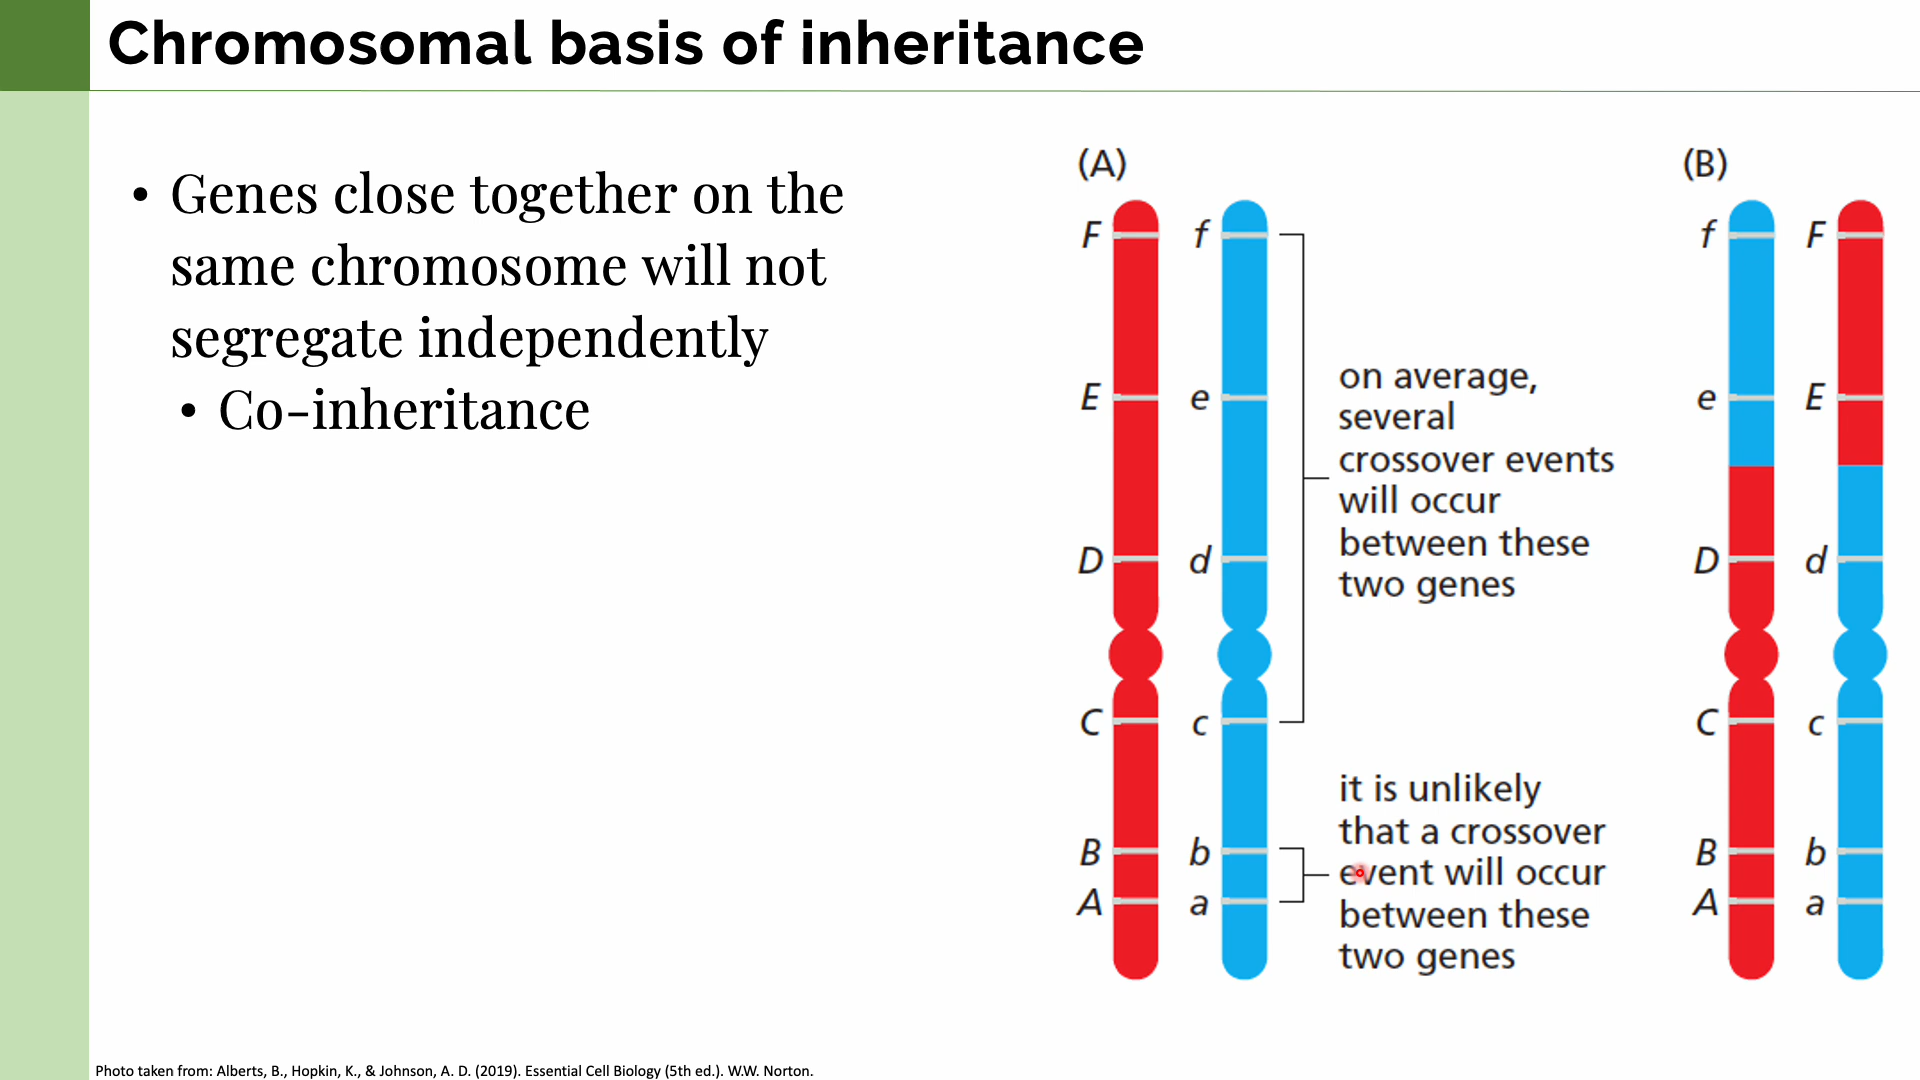 Chromosomal basis of inheritance
• Genes close together on the
same chromosome will not
segregate independently
• Co-inheritance
(A)
F f
E e
D d
C c
B b
A a
on average,
several
crossover events
will occur
between these
two genes
it is unlikely
that a crossover
event will occur
between these
two genes
(B)
f F
e E
D d
C c
B b
A a
Photo taken from: Alberts, B., Hopkin, K., & Johnson, A. D. (2019). Essential Cell Biology (5th ed.). W.W. Norton.